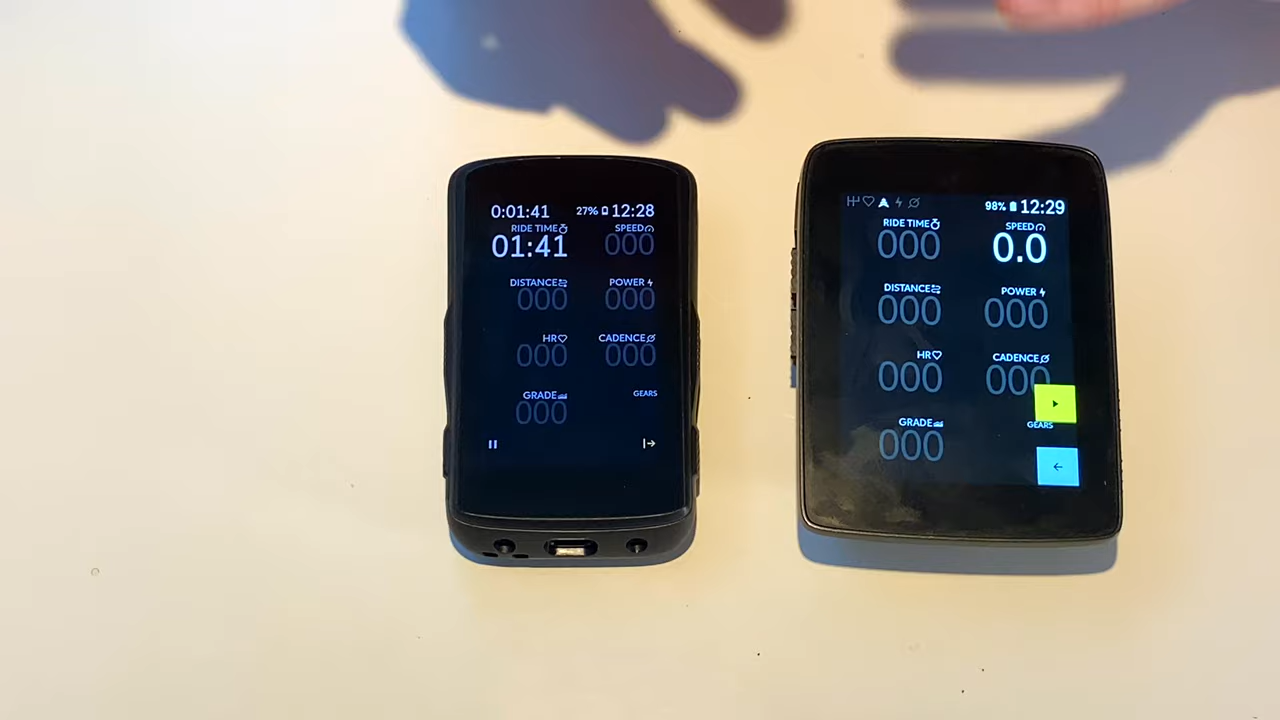 0:01:41 27% 12:28
RIDE TIME SPEED
01:41 000
DISTANCE POWER
000 000
HR CADENCE
000 000
GRADE GEARS
000
98% 12:29
RIDE TIME SPEED
000 0.0
DISTANCE POWER
000 000
HR CADENCE
000 000
GRADE GEARS
000